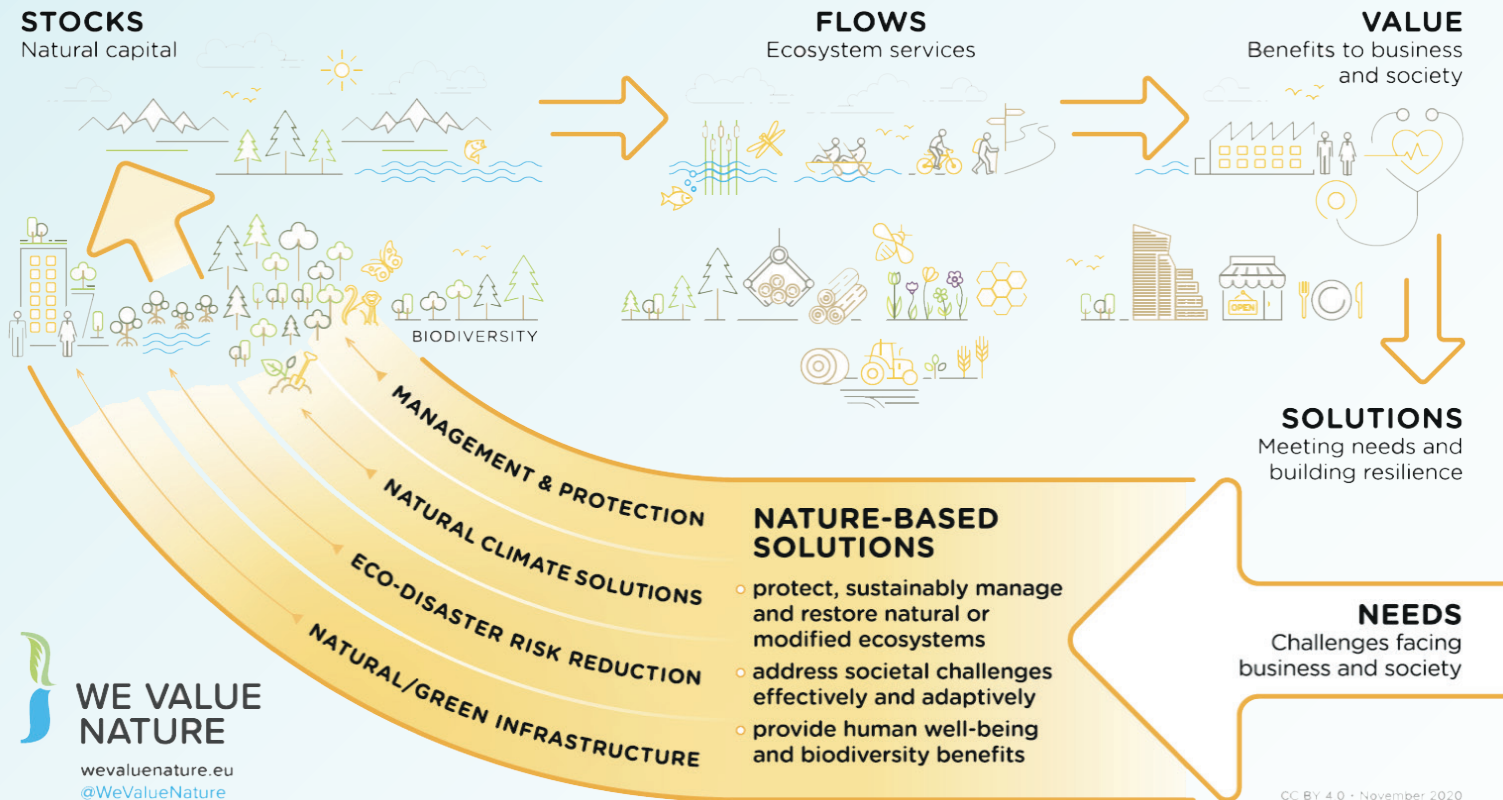 STOCKS
Natural capital
FLOWS
Ecosystem services
VALUE
Benefits to business
and society
BIODIVERSITY
OPEN
SOLUTIONS
Meeting needs and
building resilience
MANAGEMENT & PROTECTION
NATURAL CLIMATE SOLUTIONS
ECO-DISASTER RISK REDUCTION
NATURAL/GREEN INFRASTRUCTURE
NATURE-BASED
SOLUTIONS
protect, sustainably manage
and restore natural or
modified ecosystems
address societal challenges
effectively and adaptively
provide human well-being
and biodiversity benefits
NEEDS
Challenges facing
business and society
WE VALUE
NATURE
wevaluenature.eu
@WeValueNature
CC BY 4.0 - November 2020